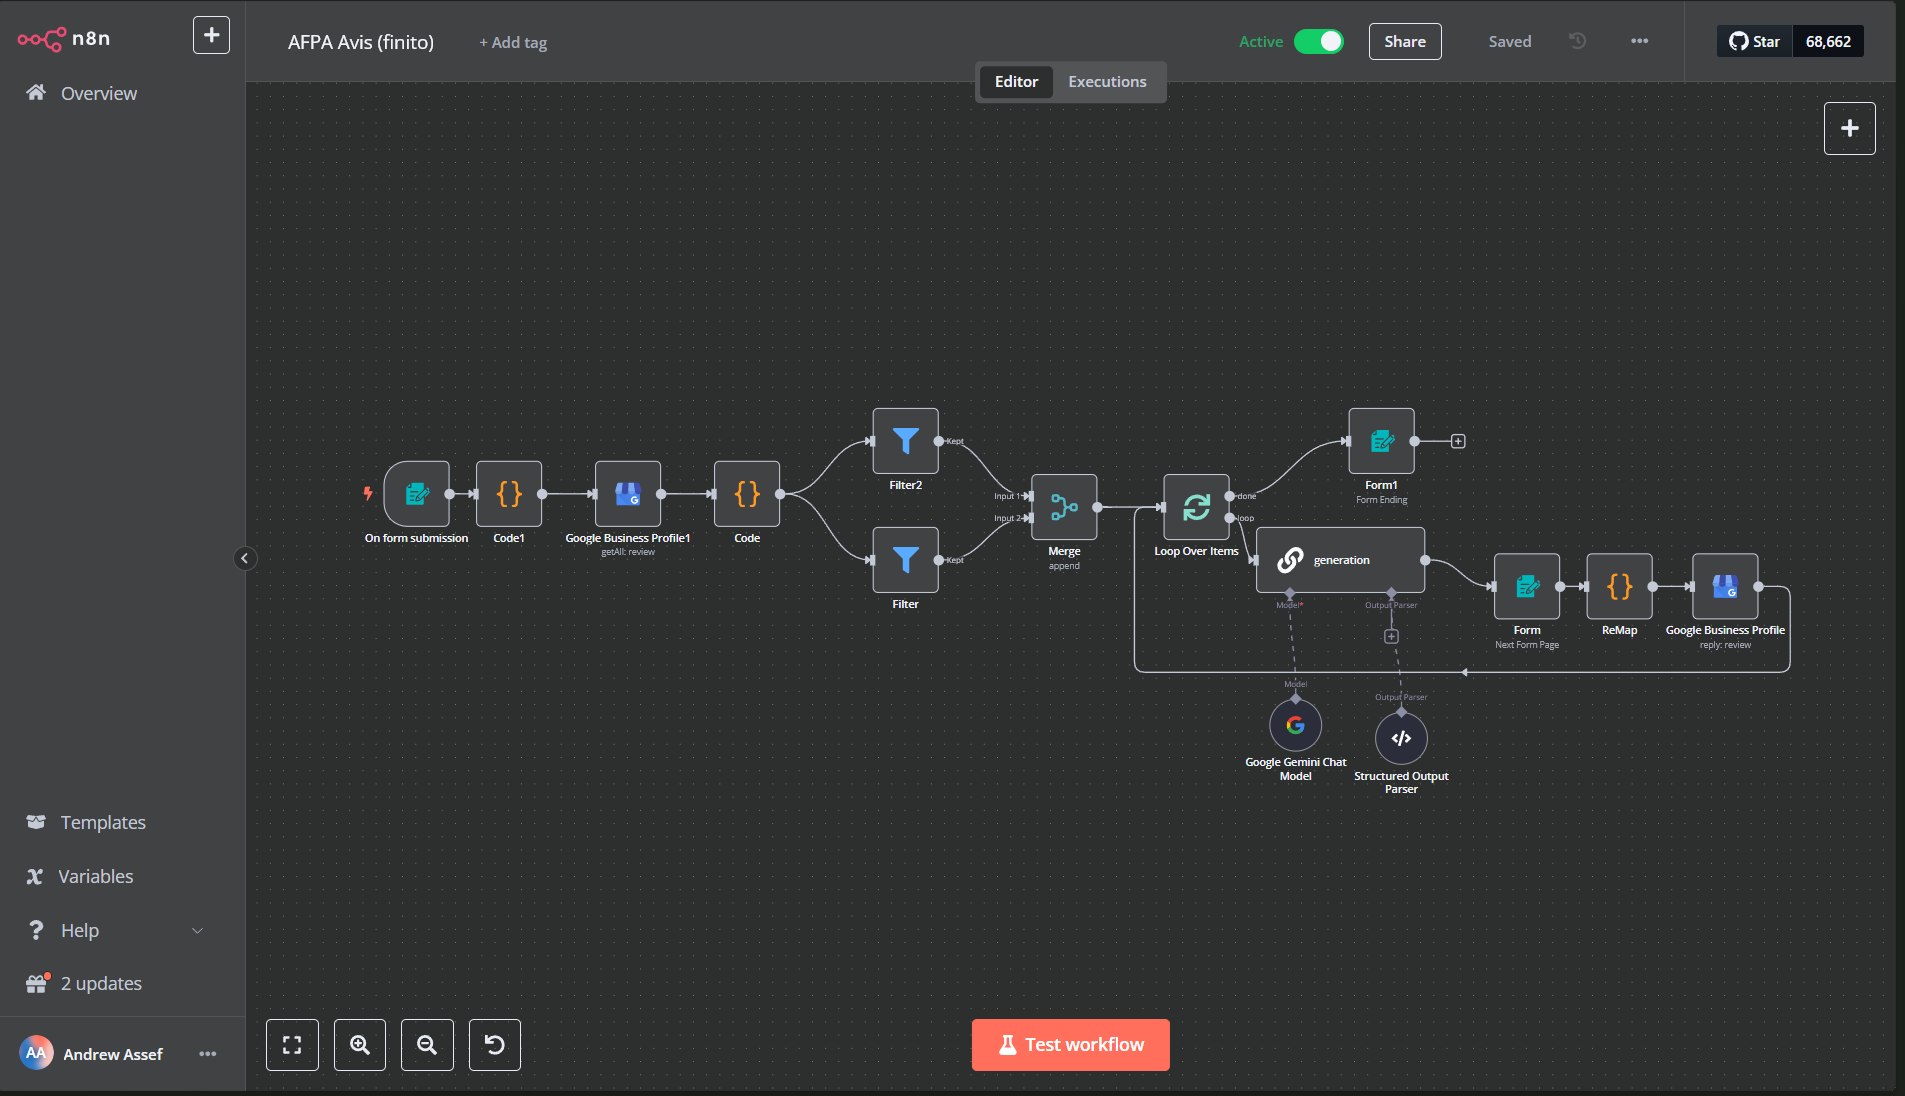 n8n
Overview
AFPA Avis (finito)
+ Add tag
Active
Share
Saved
Star
68,662
Editor
Executions
On form submission
Code1
Google Business Profile1
getAll: review
Code
Filter2
Kept
Filter
Kept
Input 1
Input 2
Merge
append
Loop Over Items
done
loop
Form1
Form Ending
generation
Model*
Output Parser
Form
Next Form Page
ReMap
Google Business Profile
reply: review
Model
Google Gemini Chat
Model
Output Parser
Structured Output
Parser
Templates
Variables
Help
2 updates
AA
Andrew Assef
Test workflow